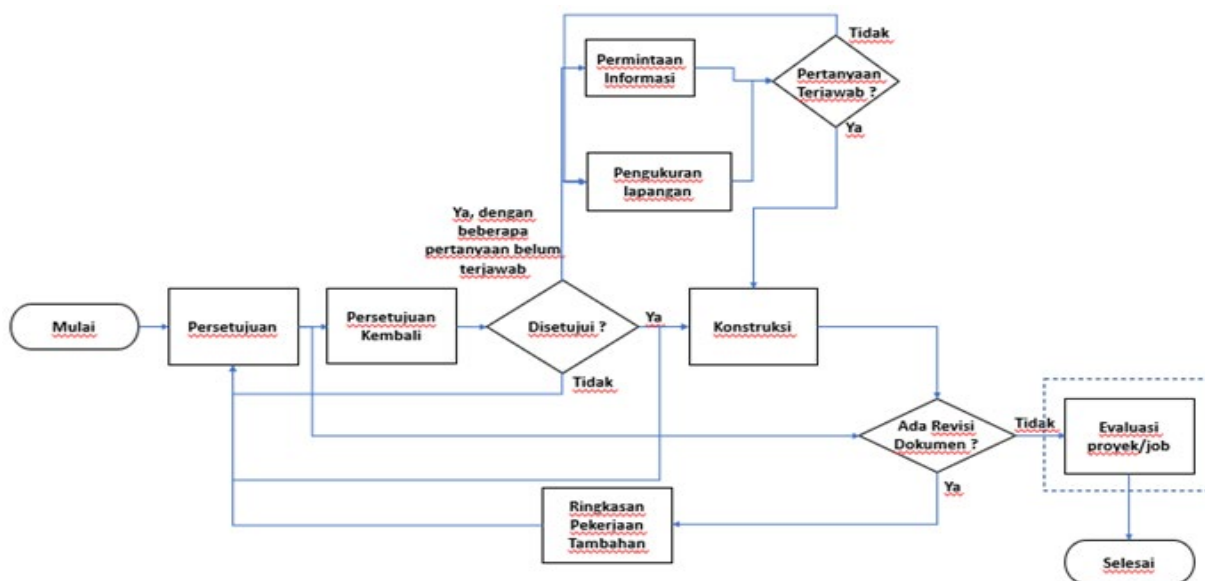 Tidak
Permintaan
Informasi
Pertanyaan
Terjawab ?
Ya
Pengukuran
lapangan
Ya, dengan
beberapa
pertanyaan belum
terjawab
Mulai
Persetujuan
Persetujuan
Kembali
Disetujui ?
Ya
Konstruksi
Tidak
Ada Revisi
Dokumen ?
Tidak
Evaluasi
proyek/job
Ya
Ringkasan
Pekerjaan
Tambahan
Selesai